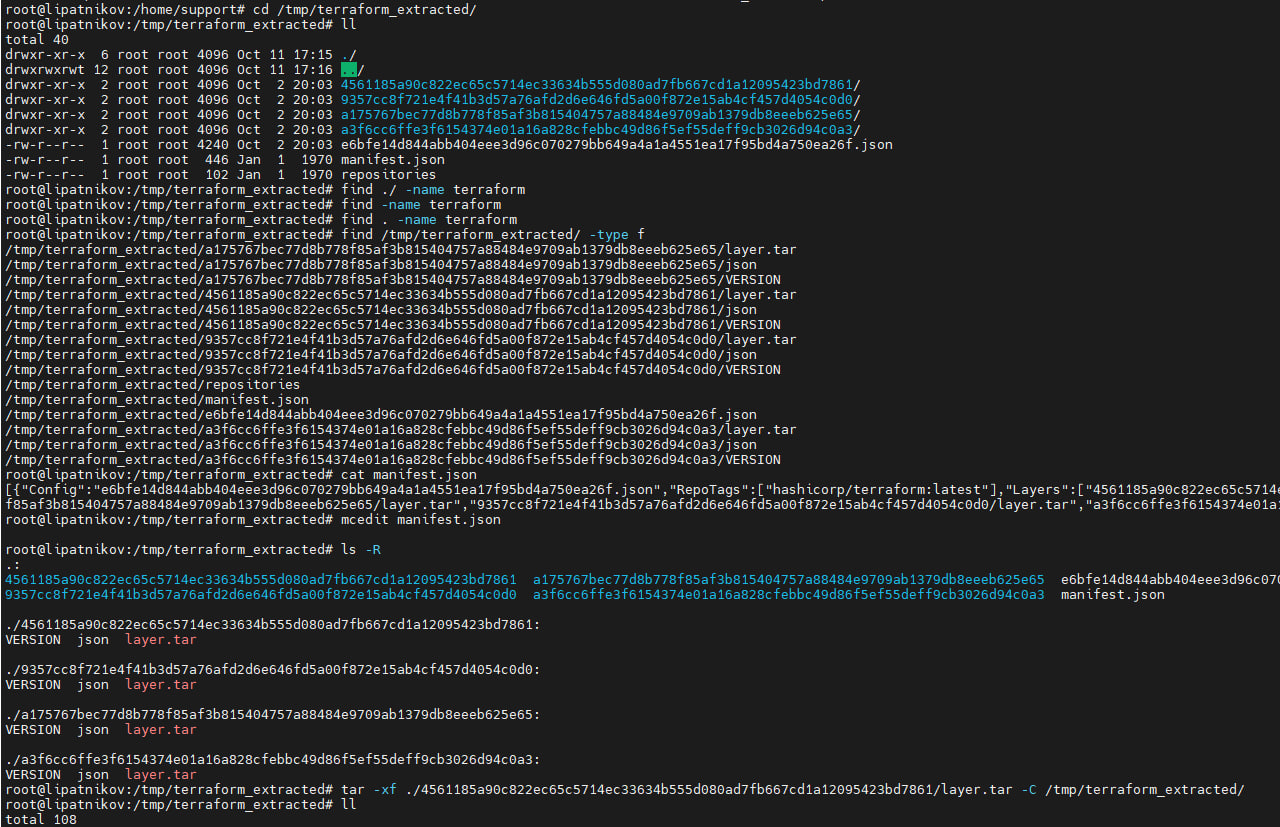 root@lipatnikov:/home/support# cd /tmp/terraform_extracted/
root@lipatnikov:/tmp/terraform_extracted# ll
total 40
drwxr-xr-x  6 root root 4096 Oct 11 17:15 ./
drwxrwxrwt 12 root root 4096 Oct 11 17:16 ../
drwxr-xr-x  2 root root 4096 Oct  2 20:03 4561185a90c822ec65c5714ec33634b555d080ad7fb667cd1a12095423bd7861/
drwxr-xr-x  2 root root 4096 Oct  2 20:03 9357cc8f721e4f41b3d57a76afd2d6e646fd5a00f872e15ab4cf457d4054c0d0/
drwxr-xr-x  2 root root 4096 Oct  2 20:03 a175767bec77d8b778f85af3b815404757a88484e9709ab1379db8eeeb625e65/
drwxr-xr-x  2 root root 4096 Oct  2 20:03 a3f6cc6ffe3f6154374e01a16a828cfebbc49d86f5ef55deff9cb3026d94c0a3/
-rw-r--r--  1 root root 4240 Oct  2 20:03 e6bfe14d844abb404eee3d96c070279bb649a4a1a4551ea17f95bd4a750ea26f.json
-rw-r--r--  1 root root  446 Jan  1  1970 manifest.json
-rw-r--r--  1 root root  102 Jan  1  1970 repositories
root@lipatnikov:/tmp/terraform_extracted# find ./ -name terraform
root@lipatnikov:/tmp/terraform_extracted# find -name terraform
root@lipatnikov:/tmp/terraform_extracted# find . -name terraform
root@lipatnikov:/tmp/terraform_extracted# find /tmp/terraform_extracted/ -type f
/tmp/terraform_extracted/a175767bec77d8b778f85af3b815404757a88484e9709ab1379db8eeeb625e65/layer.tar
/tmp/terraform_extracted/a175767bec77d8b778f85af3b815404757a88484e9709ab1379db8eeeb625e65/json
/tmp/terraform_extracted/a175767bec77d8b778f85af3b815404757a88484e9709ab1379db8eeeb625e65/VERSION
/tmp/terraform_extracted/4561185a90c822ec65c5714ec33634b555d080ad7fb667cd1a12095423bd7861/layer.tar
/tmp/terraform_extracted/4561185a90c822ec65c5714ec33634b555d080ad7fb667cd1a12095423bd7861/json
/tmp/terraform_extracted/4561185a90c822ec65c5714ec33634b555d080ad7fb667cd1a12095423bd7861/VERSION
/tmp/terraform_extracted/9357cc8f721e4f41b3d57a76afd2d6e646fd5a00f872e15ab4cf457d4054c0d0/layer.tar
/tmp/terraform_extracted/9357cc8f721e4f41b3d57a76afd2d6e646fd5a00f872e15ab4cf457d4054c0d0/json
/tmp/terraform_extracted/9357cc8f721e4f41b3d57a76afd2d6e646fd5a00f872e15ab4cf457d4054c0d0/VERSION
/tmp/terraform_extracted/repositories
/tmp/terraform_extracted/manifest.json
/tmp/terraform_extracted/e6bfe14d844abb404eee3d96c070279bb649a4a1a4551ea17f95bd4a750ea26f.json
/tmp/terraform_extracted/a3f6cc6ffe3f6154374e01a16a828cfebbc49d86f5ef55deff9cb3026d94c0a3/layer.tar
/tmp/terraform_extracted/a3f6cc6ffe3f6154374e01a16a828cfebbc49d86f5ef55deff9cb3026d94c0a3/json
/tmp/terraform_extracted/a3f6cc6ffe3f6154374e01a16a828cfebbc49d86f5ef55deff9cb3026d94c0a3/VERSION
root@lipatnikov:/tmp/terraform_extracted# cat manifest.json
[{"Config":"e6bfe14d844abb404eee3d96c070279bb649a4a1a4551ea17f95bd4a750ea26f.json","RepoTags":["hashicorp/terraform:latest"],"Layers":["4561185a90c822ec65c5714e
f85af3b815404757a88484e9709ab1379db8eeeb625e65/layer.tar","9357cc8f721e4f41b3d57a76afd2d6e646fd5a00f872e15ab4cf457d4054c0d0/layer.tar","a3f6cc6ffe3f6154374e01a1
root@lipatnikov:/tmp/terraform_extracted# mcedit manifest.json
root@lipatnikov:/tmp/terraform_extracted# ls -R
.:
4561185a90c822ec65c5714ec33634b555d080ad7fb667cd1a12095423bd7861  a175767bec77d8b778f85af3b815404757a88484e9709ab1379db8eeeb625e65  e6bfe14d844abb404eee3d96c070
9357cc8f721e4f41b3d57a76afd2d6e646fd5a00f872e15ab4cf457d4054c0d0  a3f6cc6ffe3f6154374e01a16a828cfebbc49d86f5ef55deff9cb3026d94c0a3  manifest.json
./4561185a90c822ec65c5714ec33634b555d080ad7fb667cd1a12095423bd7861:
VERSION  json  layer.tar
./9357cc8f721e4f41b3d57a76afd2d6e646fd5a00f872e15ab4cf457d4054c0d0:
VERSION  json  layer.tar
./a175767bec77d8b778f85af3b815404757a88484e9709ab1379db8eeeb625e65:
VERSION  json  layer.tar
./a3f6cc6ffe3f6154374e01a16a828cfebbc49d86f5ef55deff9cb3026d94c0a3:
VERSION  json  layer.tar
root@lipatnikov:/tmp/terraform_extracted# tar -xf ./4561185a90c822ec65c5714ec33634b555d080ad7fb667cd1a12095423bd7861/layer.tar -C /tmp/terraform_extracted/
root@lipatnikov:/tmp/terraform_extracted# ll
total 108